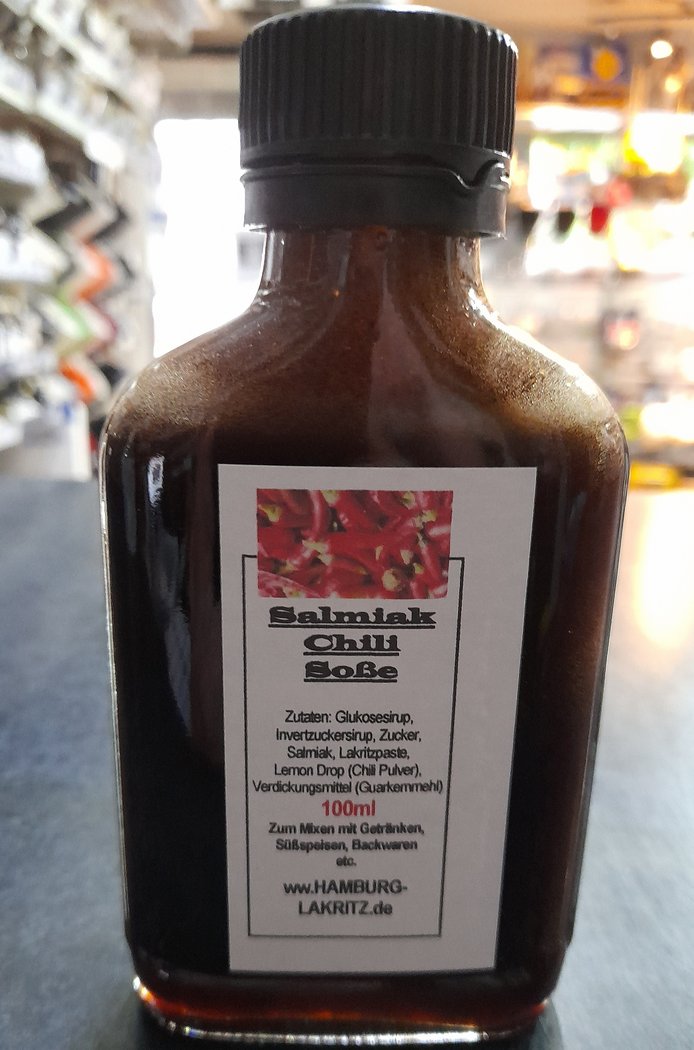 Salmiak
Chili
Soße
Zutaten: Glukosesirup,
Invertzuckersirup, Zucker,
Salmiak, Lakritzpaste,
Lemon Drop (Chili Pulver),
Verdickungsmittel (Guarkernmehl)
100ml
Zum Mixen mit Getränken,
Süßspeisen, Backwaren
etc.
ww.HAMBURG-
LAKRITZ.de